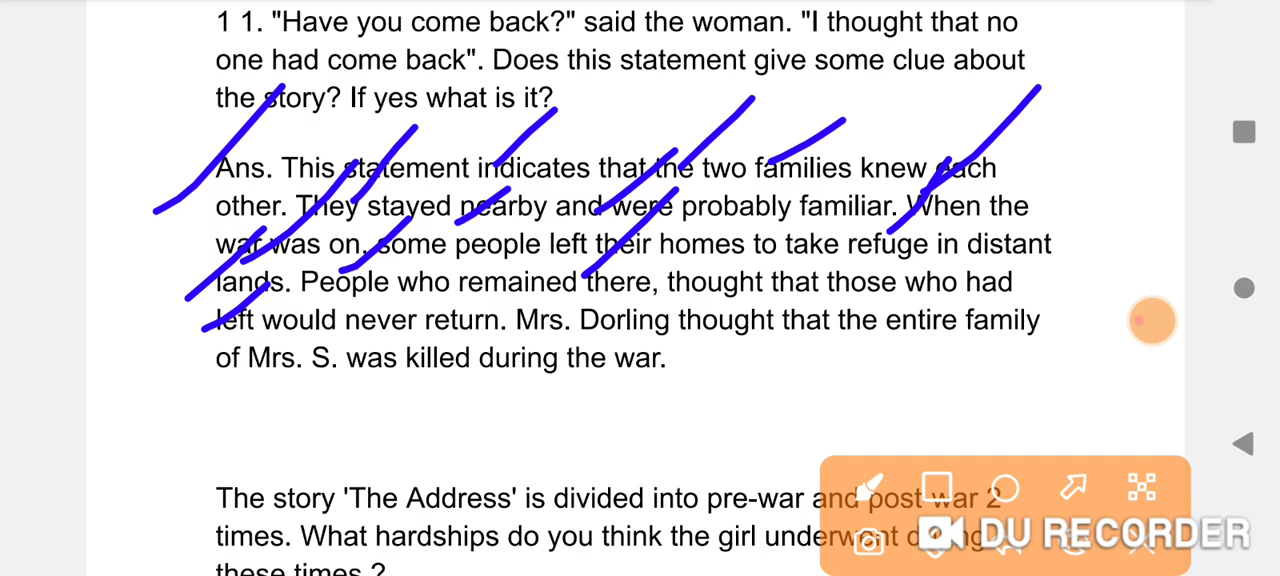 1 1. "Have you come back?" said the woman. "I thought that no
one had come back". Does this statement give some clue about
the story? If yes what is it?
Ans. This statement indicates that the two families knew each
other. They stayed nearby and were probably familiar. When the
war was on, some people left their homes to take refuge in distant
lands. People who remained there, thought that those who had
left would never return. Mrs. Dorling thought that the entire family
of Mrs. S. was killed during the war.
The story 'The Address' is divided into pre-war and post war 2
times. What hardships do you think the girl underwent during
these times ?
DU RECORDER